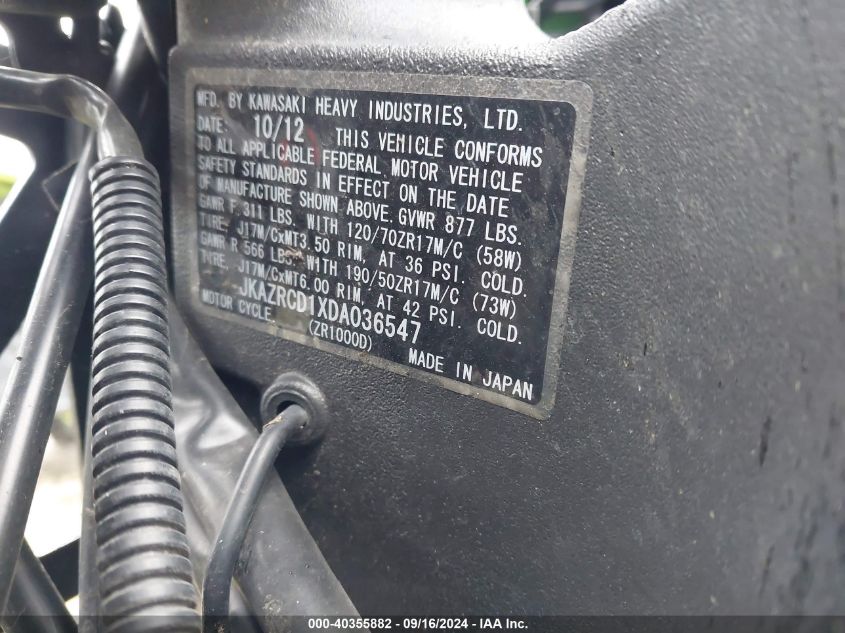 MFD. BY KAWASAKI HEAVY INDUSTRIES, LTD.
DATE: 10/12 THIS VEHICLE CONFORMS
TO ALL APPLICABLE FEDERAL MOTOR VEHICLE
SAFETY STANDARDS IN EFFECT ON THE DATE
OF MANUFACTURE SHOWN ABOVE. GVWR 877 LBS.
GAWR F 311 LBS. WITH 120/70ZR17M/C (58W)
TIRE, J17M/CxMT3.50 RIM, AT 36 PSI. COLD.
GAWR R 566 LBS. WITH 190/50ZR17M/C (73W)
TIRE, J17M/CxMT6.00 RIM, AT 42 PSI. COLD.
JKAZRCD1XDA036547
MOTOR CYCLE (ZR1000D) MADE IN JAPAN
000-40355882 - 09/16/2024 - IAA Inc.